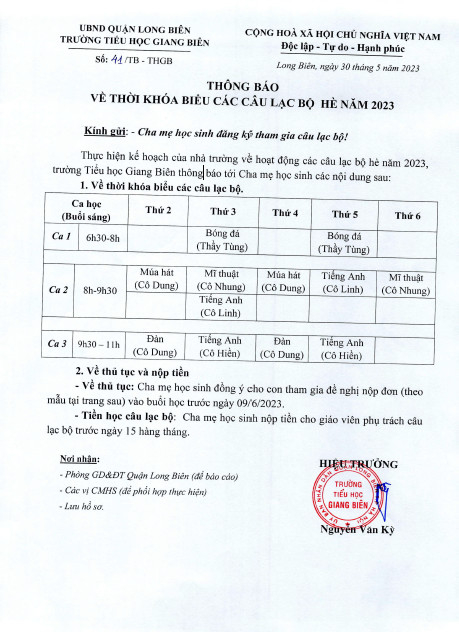 UBND QUẬN LONG BIÊN
TRƯỜNG TIỂU HỌC GIANG BIÊN
Số: 41/TB - THGB
CỘNG HOÀ XÃ HỘI CHỦ NGHĨA VIỆT NAM
Độc lập - Tự do - Hạnh phúc
Long Biên, ngày 30 tháng 5 năm 2023
THÔNG BÁO
VỀ THỜI KHÓA BIỂU CÁC CÂU LẠC BỘ HÈ NĂM 2023
Kính gửi: - Cha mẹ học sinh đăng ký tham gia câu lạc bộ!
Thực hiện kế hoạch của nhà trường về hoạt động các câu lạc bộ hè năm 2023,
trường Tiểu học Giang Biên thông báo tới Cha mẹ học sinh các nội dung sau:
1. Về thời khóa biểu các câu lạc bộ.
Ca học (Buổi sáng) Thứ 2 Thứ 3 Thứ 4 Thứ 5 Thứ 6
Ca 1 6h30-8h Bóng đá (Thầy Tùng) Bóng đá (Thầy Tùng)
Ca 2 8h-9h30 Múa hát (Cô Dung) Mĩ thuật (Cô Nhung) Múa hát (Cô Dung) Tiếng Anh (Cô Linh) Mĩ thuật (Cô Nhung)
Tiếng Anh (Cô Linh)
Ca 3 9h30 – 11h Đàn (Cô Dung) Tiếng Anh (Cô Hiền) Đàn (Cô Dung) Tiếng Anh (Cô Hiền)
2. Về thủ tục và nộp tiền
- Về thủ tục: Cha mẹ học sinh đồng ý cho con tham gia đề nghị nộp đơn (theo
mẫu tại trang sau) vào buổi học trước ngày 09/6/2023.
- Tiền học câu lạc bộ: Cha mẹ học sinh nộp tiền cho giáo viên phụ trách câu
lạc bộ trước ngày 15 hàng tháng.
Nơi nhận:
- Phòng GD&ĐT Quận Long Biên (để báo cáo)
- Các vị CMHS (để phối hợp thực hiện)
- Lưu hồ sơ.
HIỆU TRƯỞNG
TRƯỜNG
TIỂU HỌC
GIANG BIÊN
Nguyễn Văn Kỳ